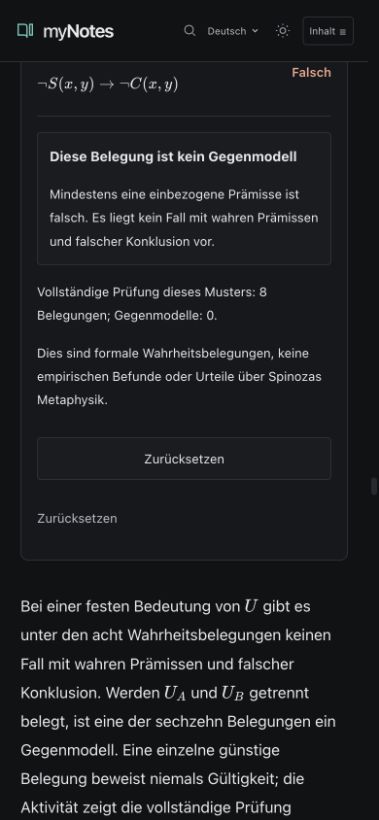 myNotes
Deutsch
Inhalt ≡
Falsch
¬S(x, y) → ¬C(x, y)
Diese Belegung ist kein Gegenmodell
Mindestens eine einbezogene Prämisse ist
falsch. Es liegt kein Fall mit wahren Prämissen
und falscher Konklusion vor.
Vollständige Prüfung dieses Musters: 8
Belegungen; Gegenmodelle: 0.
Dies sind formale Wahrheitsbelegungen, keine
empirischen Befunde oder Urteile über Spinozas
Metaphysik.
Zurücksetzen
Zurücksetzen
Bei einer festen Bedeutung von U gibt es
unter den acht Wahrheitsbelegungen keinen
Fall mit wahren Prämissen und falscher
Konklusion. Werden U_A und U_B getrennt
belegt, ist eine der sechzehn Belegungen ein
Gegenmodell. Eine einzelne günstige
Belegung beweist niemals Gültigkeit; die
Aktivität zeigt die vollständige Prüfung